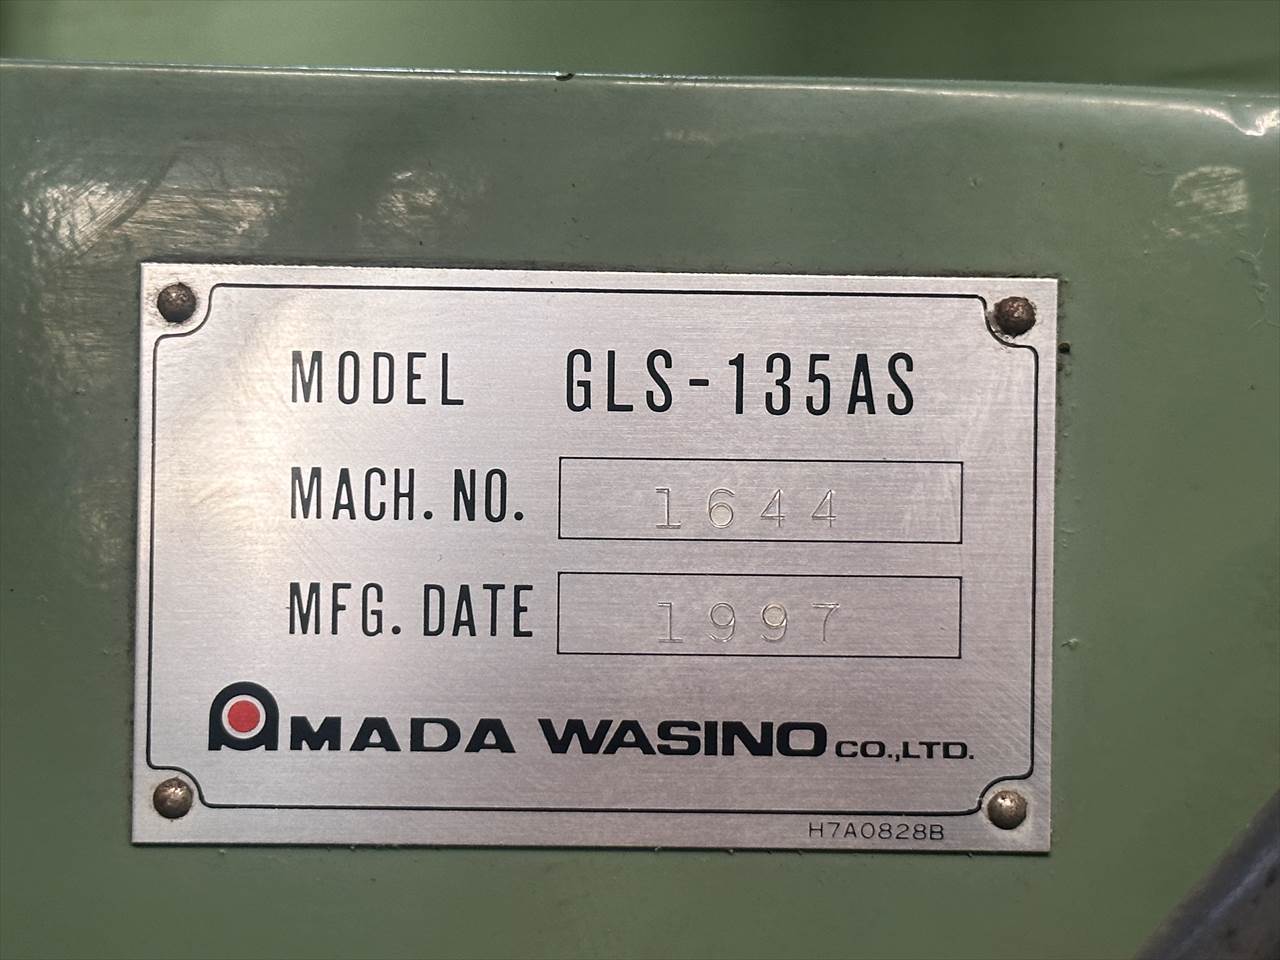 MODEL GLS-135AS
MACH. NO. 1644
MFG. DATE 1997
AMADA WASINO CO.,LTD.
H7A0828B